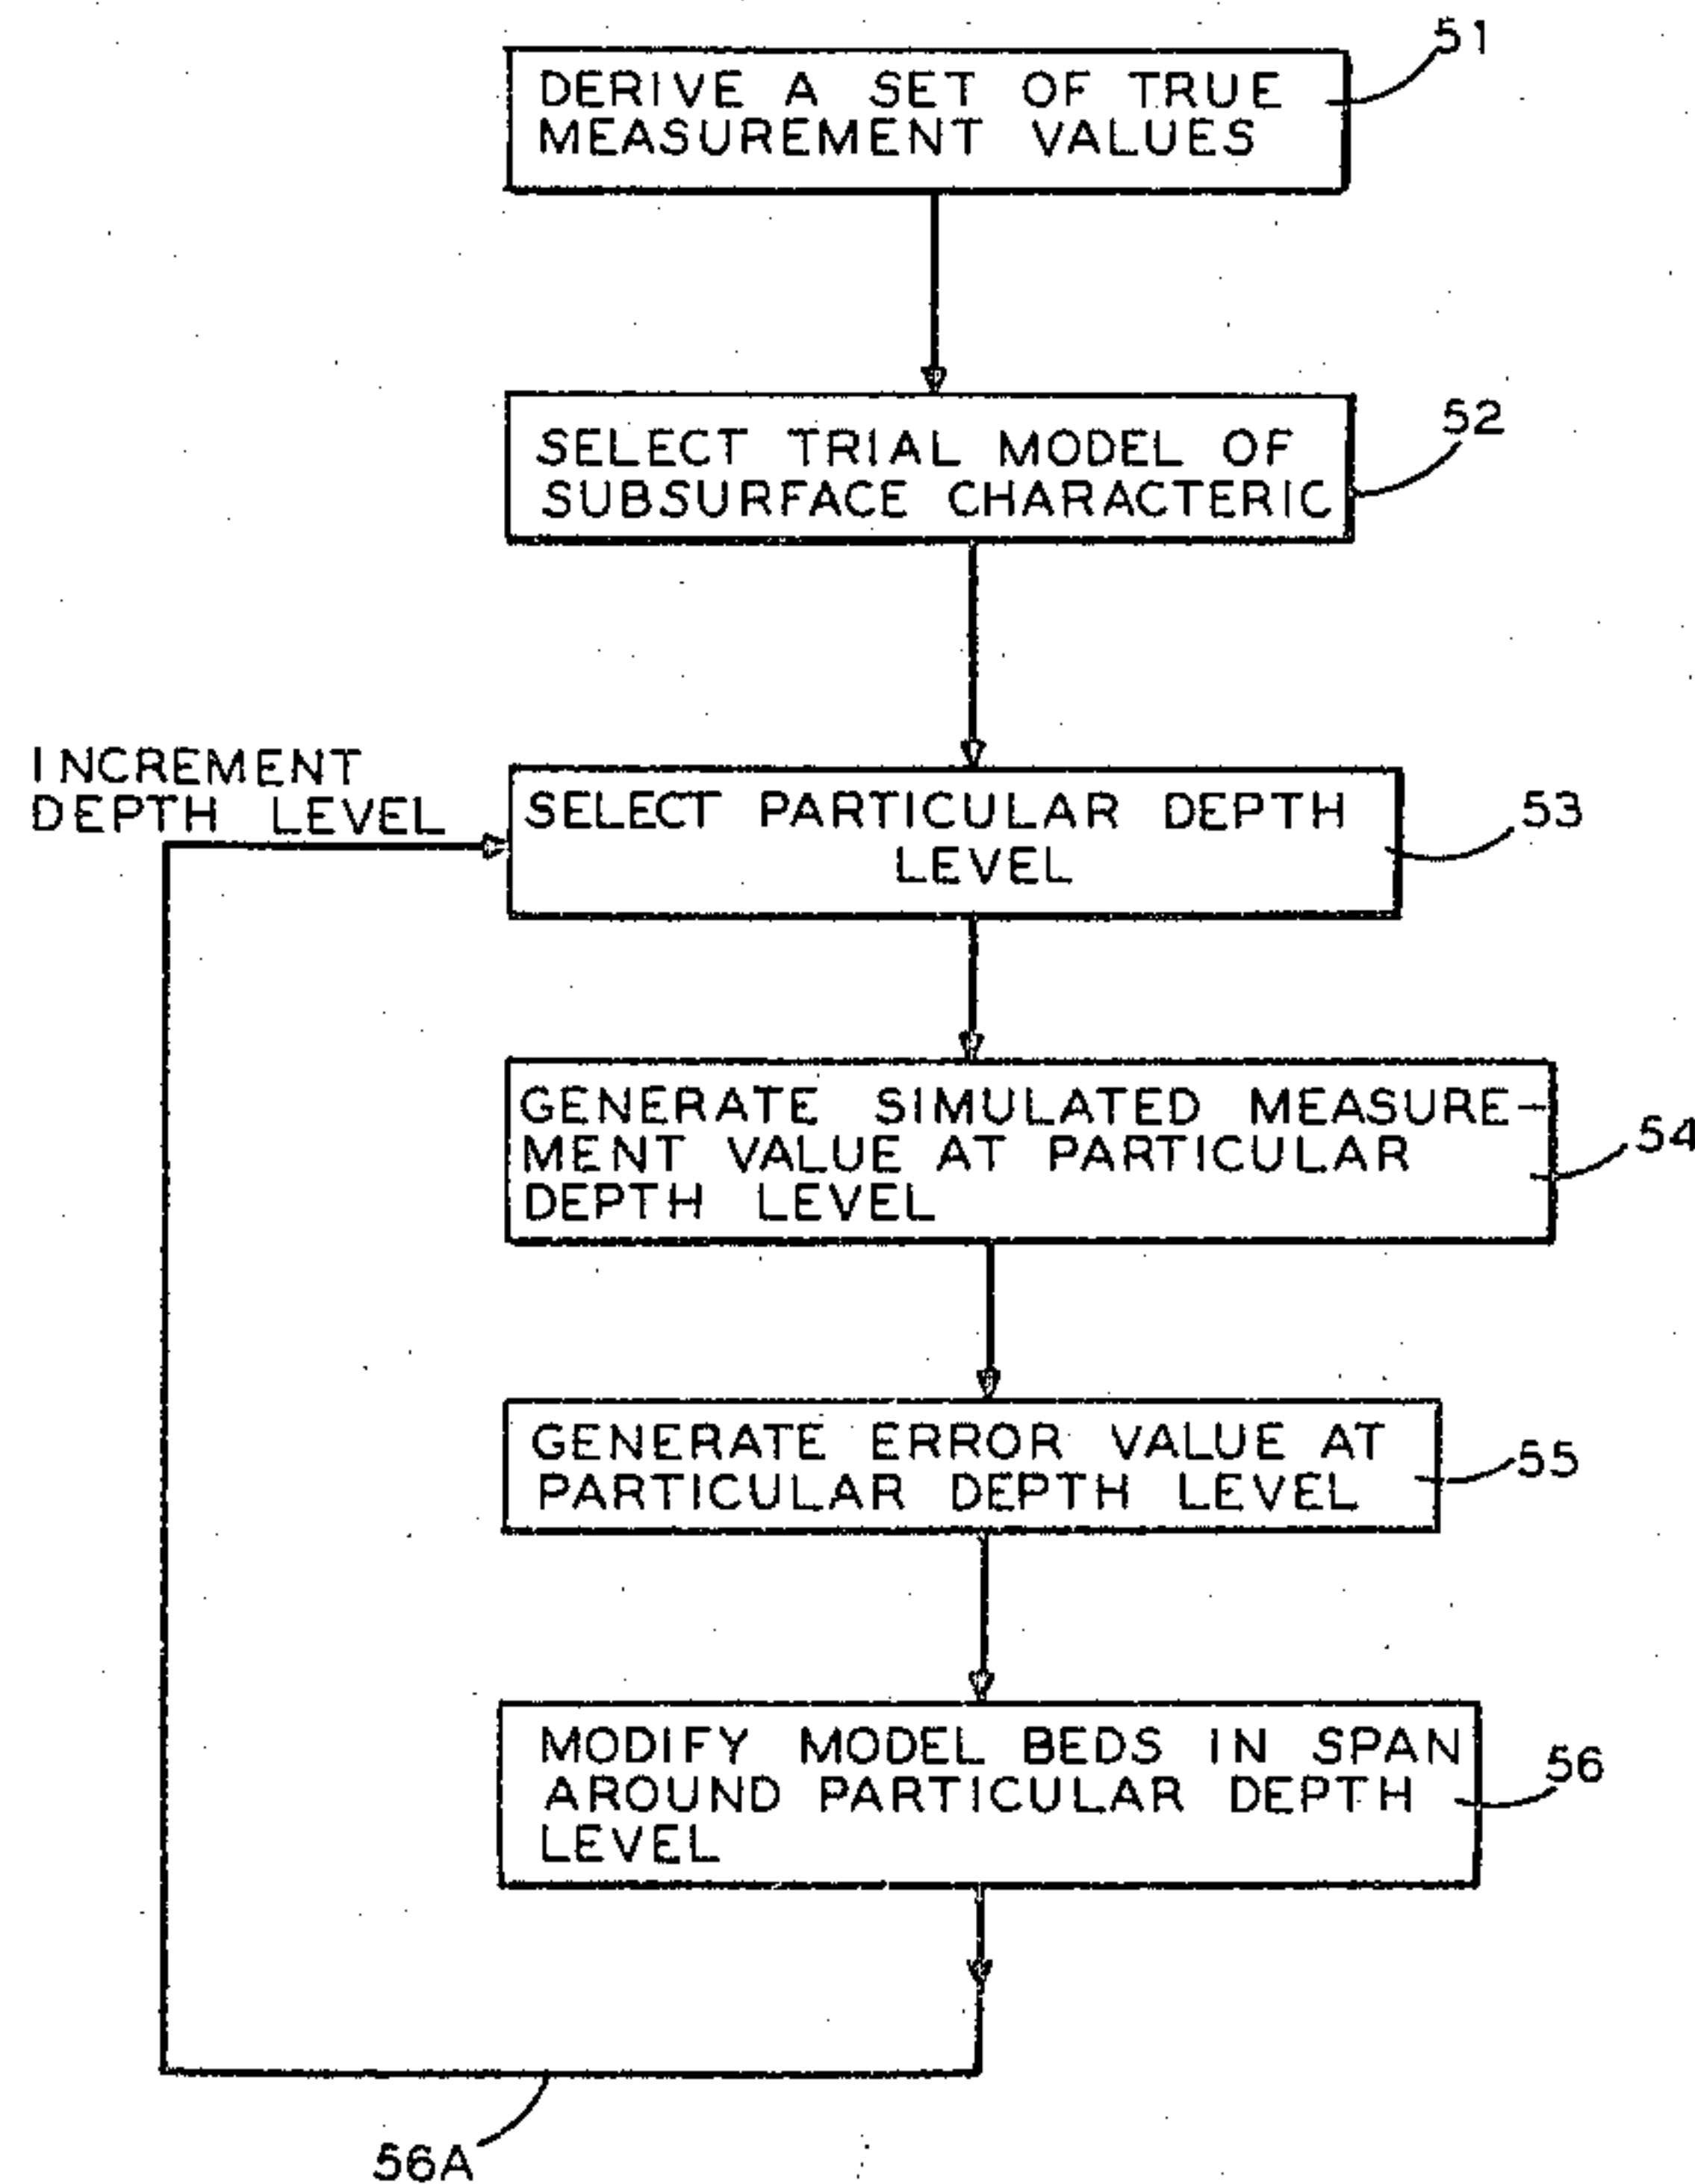 51
DERIVE A SET OF TRUE
MEASUREMENT VALUES
52
SELECT TRIAL MODEL OF
SUBSURFACE CHARACTERIC
INCREMENT
DEPTH LEVEL
SELECT PARTICULAR DEPTH
LEVEL
53
GENERATE SIMULATED MEASURE-
MENT VALUE AT PARTICULAR
DEPTH LEVEL
54
GENERATE ERROR VALUE AT
PARTICULAR DEPTH LEVEL
55
MODIFY MODEL BEDS IN SPAN
AROUND PARTICULAR DEPTH
LEVEL
56
56A